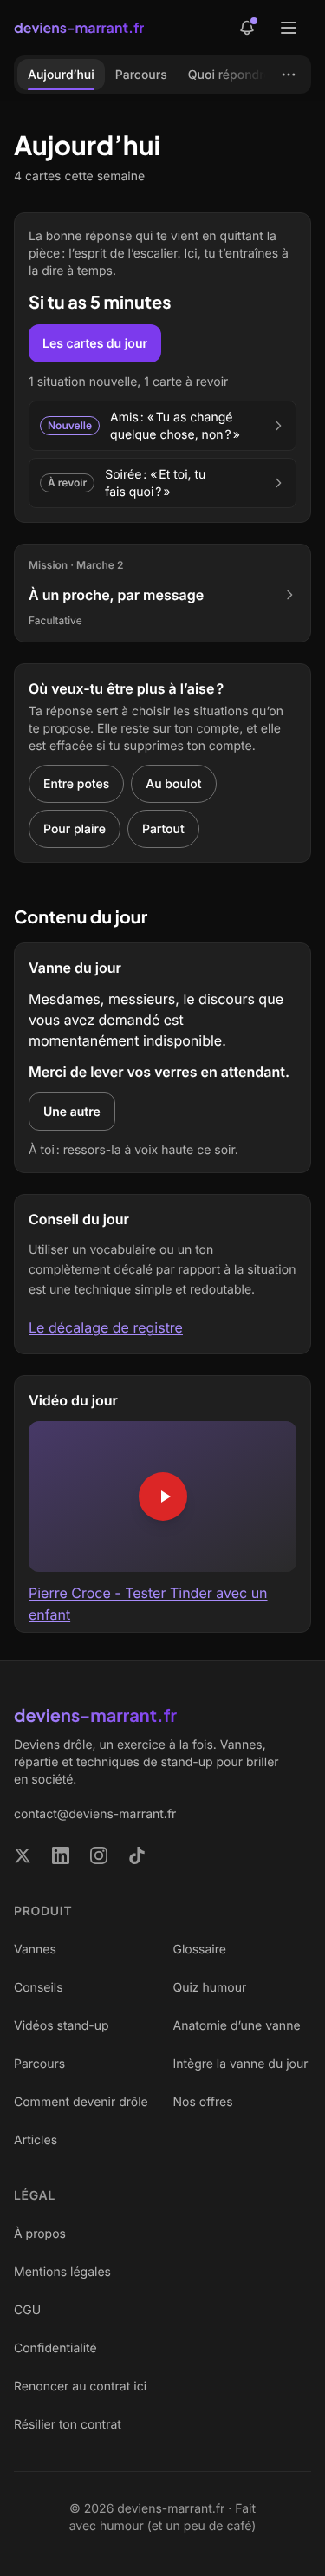 deviens-marrant.fr
Aujourd’hui
Parcours
Quoi répond
Aujourd’hui
4 cartes cette semaine
La bonne réponse qui te vient en quittant la
pièce : l’esprit de l’escalier. Ici, tu t’entraînes à
la dire à temps.
Si tu as 5 minutes
Les cartes du jour
1 situation nouvelle, 1 carte à revoir
Nouvelle
Amis : « Tu as changé
quelque chose, non ? »
À revoir
Soirée : « Et toi, tu
fais quoi ? »
Mission · Marche 2
À un proche, par message
Facultative
Où veux-tu être plus à l’aise ?
Ta réponse sert à choisir les situations qu’on
te propose. Elle reste sur ton compte, et elle
est effacée si tu supprimes ton compte.
Entre potes
Au boulot
Pour plaire
Partout
Contenu du jour
Vanne du jour
Mesdames, messieurs, le discours que
vous avez demandé est
momentanément indisponible.
Merci de lever vos verres en attendant.
Une autre
À toi : ressors-la à voix haute ce soir.
Conseil du jour
Utiliser un vocabulaire ou un ton
complètement décalé par rapport à la situation
est une technique simple et redoutable.
Le décalage de registre
Vidéo du jour
Pierre Croce - Tester Tinder avec un
enfant
deviens-marrant.fr
Deviens drôle, un exercice à la fois. Vannes,
répartie et techniques de stand-up pour briller
en société.
contact@deviens-marrant.fr
PRODUIT
Vannes
Glossaire
Conseils
Quiz humour
Vidéos stand-up
Anatomie d’une vanne
Parcours
Intègre la vanne du jour
Comment devenir drôle
Nos offres
Articles
LÉGAL
À propos
Mentions légales
CGU
Confidentialité
Renoncer au contrat ici
Résilier ton contrat
© 2026 deviens-marrant.fr · Fait
avec humour (et un peu de café)